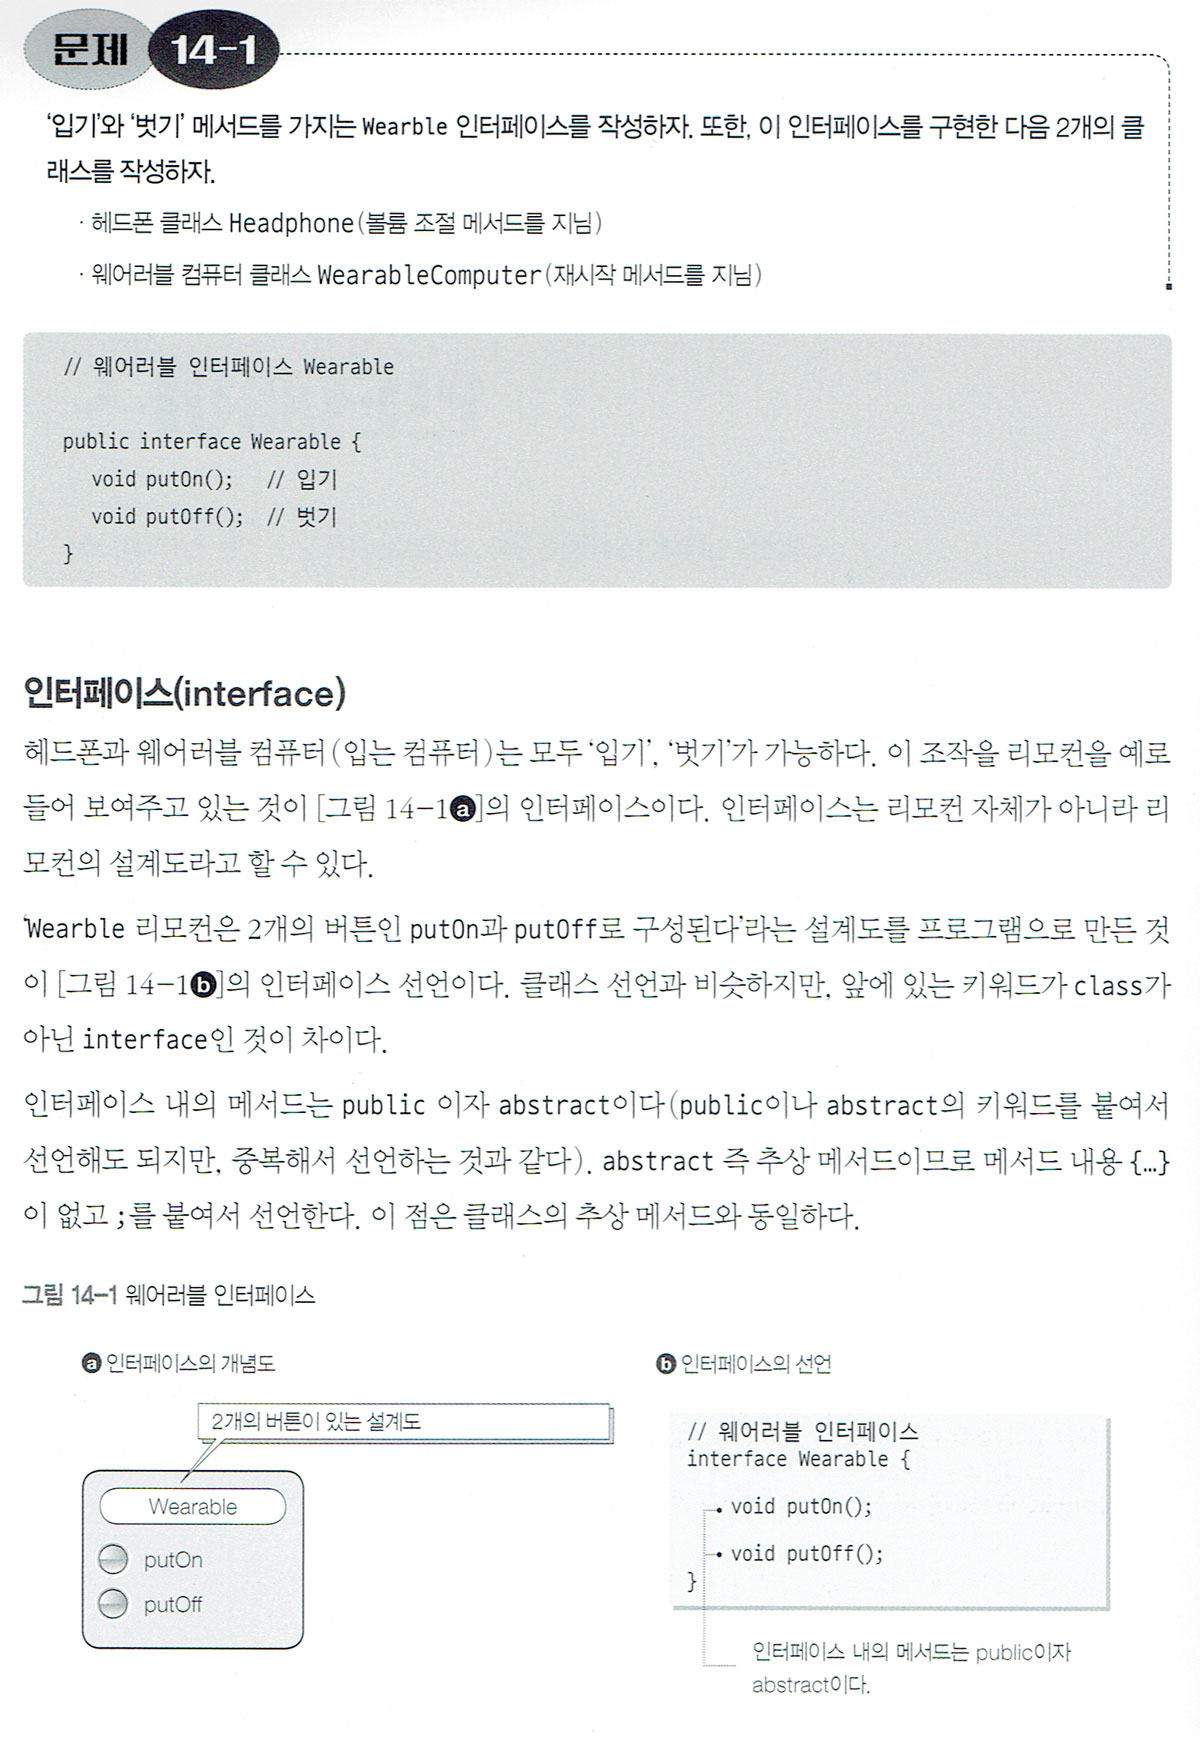 문제 14-1
‘입기’와 ‘벗기’ 메서드를 가지는 Wearble 인터페이스를 작성하자. 또한, 이 인터페이스를 구현한 다음 2개의 클
래스를 작성하자.
· 헤드폰 클래스 Headphone(볼륨 조절 메서드를 지님)
· 웨어러블 컴퓨터 클래스 WearableComputer(재시작 메서드를 지님)
// 웨어러블 인터페이스 Wearable
public interface Wearable {
void putOn(); // 입기
void putOff(); // 벗기
}
인터페이스(interface)
헤드폰과 웨어러블 컴퓨터(입는 컴퓨터)는 모두 ‘입기’, ‘벗기’가 가능하다. 이 조작을 리모컨을 예로
들어 보여주고 있는 것이 [그림 14-1ⓐ]의 인터페이스이다. 인터페이스는 리모컨 자체가 아니라 리
모컨의 설계도라고 할 수 있다.
‘Wearble 리모컨은 2개의 버튼인 putOn과 putOff로 구성된다’라는 설계도를 프로그램으로 만든 것
이 [그림 14-1ⓑ]의 인터페이스 선언이다. 클래스 선언과 비슷하지만, 앞에 있는 키워드가 class가
아닌 interface인 것이 차이다.
인터페이스 내의 메서드는 public 이자 abstract이다(public이나 abstract의 키워드를 붙여서
선언해도 되지만, 중복해서 선언하는 것과 같다). abstract 즉 추상 메서드이므로 메서드 내용 {…}
이 없고 ;를 붙여서 선언한다. 이 점은 클래스의 추상 메서드와 동일하다.
그림 14-1 웨어러블 인터페이스
ⓐ 인터페이스의 개념도
2개의 버튼이 있는 설계도
Wearable
putOn
putOff
ⓑ 인터페이스의 선언
// 웨어러블 인터페이스
interface Wearable {
void putOn();
void putOff();
}
인터페이스 내의 메서드는 public이자
abstract이다.